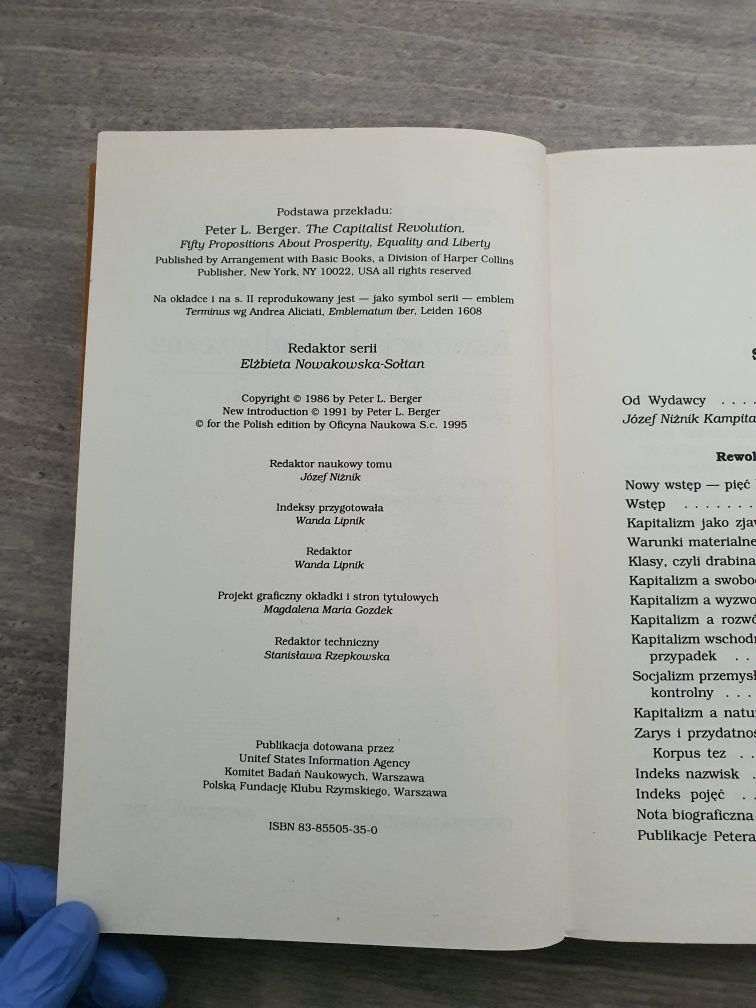 Podstawa przekładu:
Peter L. Berger. The Capitalist Revolution.
Fifty Propositions About Prosperity, Equality and Liberty
Published by Arrangement with Basic Books, a Division of Harper Collins
Publisher, New York, NY 10022, USA all rights reserved
Na okładce i na s. II reprodukowany jest — jako symbol serii — emblem
Terminus wg Andrea Aliciati, Emblematum iber, Leiden 1608
Redaktor serii
Elżbieta Nowakowska-Sołtan
Copyright © 1986 by Peter L. Berger
New introduction © 1991 by Peter L. Berger
© for the Polish edition by Oficyna Naukowa S.c. 1995
Redaktor naukowy tomu
Józef Niżnik
Indeksy przygotowała
Wanda Lipnik
Redaktor
Wanda Lipnik
Projekt graficzny okładki i stron tytułowych
Magdalena Maria Gozdek
Redaktor techniczny
Stanisława Rzepkowska
Publikacja dotowana przez
Unitef States Information Agency
Komitet Badań Naukowych, Warszawa
Polską Fundację Klubu Rzymskiego, Warszawa
ISBN 83-85505-35-0
Od Wydawcy . . . .
Józef Niżnik Kampita
Rewol
Nowy wstęp — pięć
Wstęp . . . . . . .
Kapitalizm jako zja
Warunki materialne
Klasy, czyli drabina
Kapitalizm a swobo
Kapitalizm a wyzwo
Kapitalizm a rozwó
Kapitalizm wschod
przypadek . .
Socjalizm przemysł
kontrolny . . .
Kapitalizm a natu
Zarys i przydatnoś
Korpus tez . .
Indeks nazwisk .
Indeks pojęć . .
Nota biograficzna
Publikacje Petera